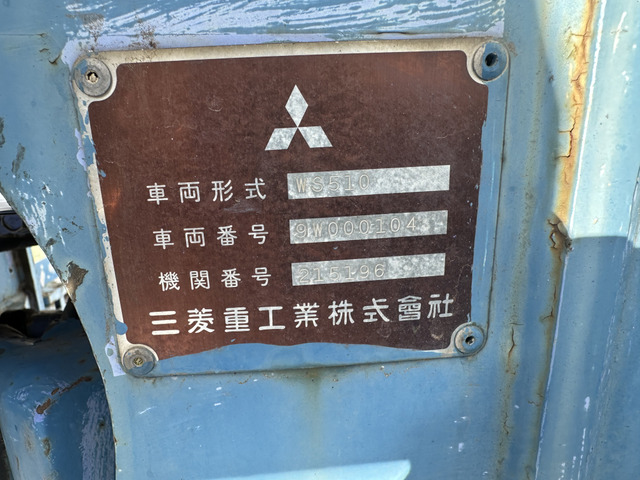 車両形式 WS510
車両番号 9W000104
機関番号 215196
三菱重工業株式會社